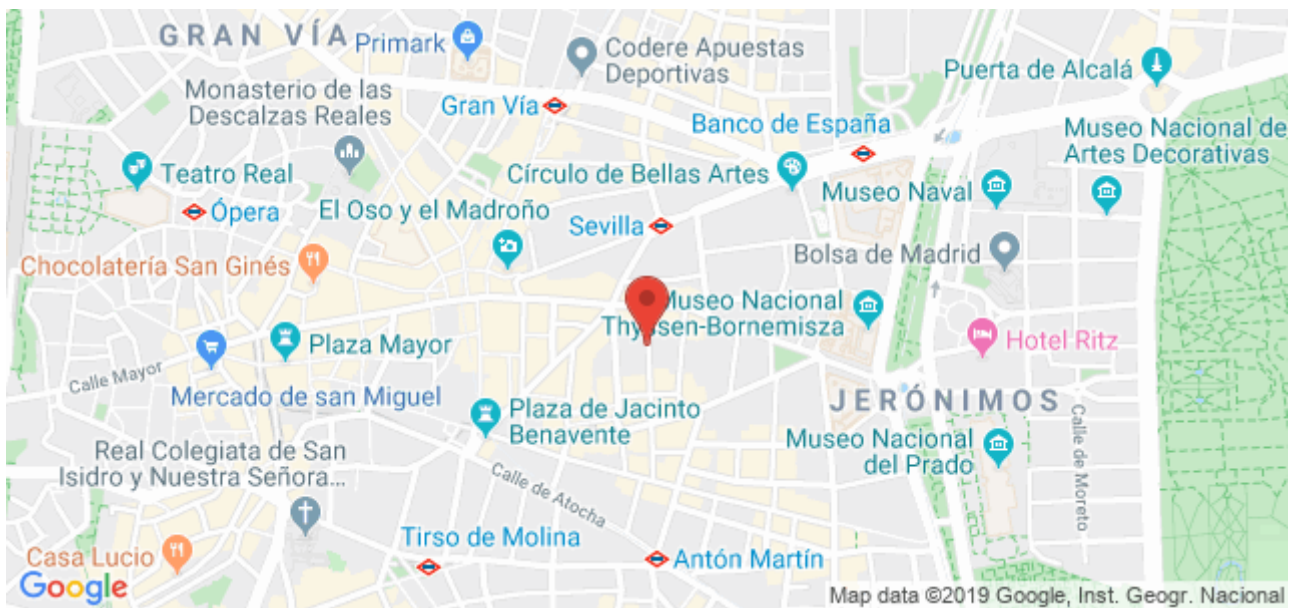 GRAN VÍA
Primark
Codere Apuestas
Deportivas
Puerta de Alcalá
Monasterio de las
Descalzas Reales
Gran Vía
Banco de España
Museo Nacional de
Artes Decorativas
Teatro Real
Círculo de Bellas Artes
Museo Naval
Ópera
El Oso y el Madroño
Sevilla
Bolsa de Madrid
Chocolatería San Ginés
Museo Nacional
Thyssen-Bornemisza
Plaza Mayor
Hotel Ritz
Calle Mayor
Mercado de san Miguel
JERÓNIMOS
Plaza de Jacinto
Benavente
Calle de Moreto
Museo Nacional
del Prado
Real Colegiata de San
Isidro y Nuestra Señora...
Calle de Atocha
Tirso de Molina
Antón Martín
Casa Lucio
Google
Map data ©2019 Google, Inst. Geogr. Nacional